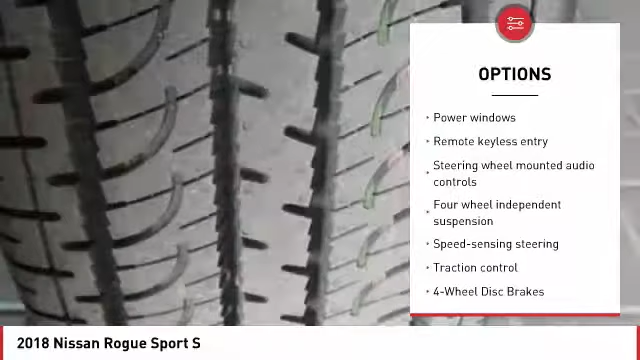 OPTIONS
• Power windows
• Remote keyless entry
• Steering wheel mounted audio
controls
• Four wheel independent
suspension
• Speed-sensing steering
• Traction control
• 4-Wheel Disc Brakes
2018 Nissan Rogue Sport S